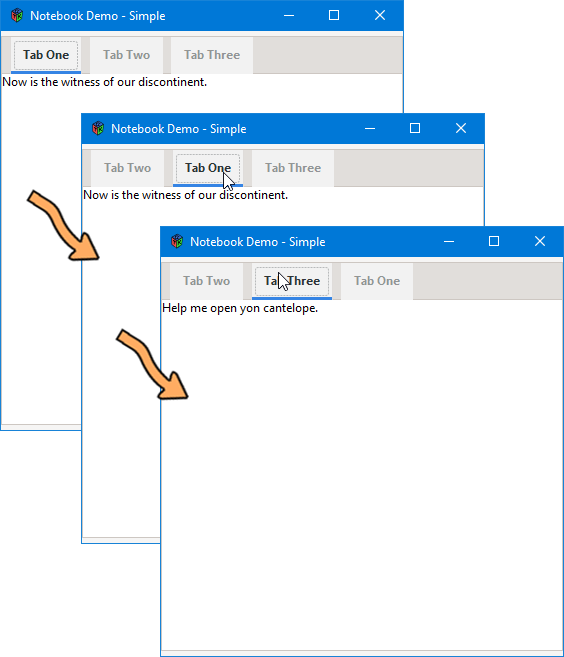 Notebook Demo - Simple
Tab One Tab Two Tab Three
Now is the witness of our discontinent.
Notebook Demo - Simple
Tab Two Tab One Tab Three
Now is the witness of our discontinent.
Notebook Demo - Simple
Tab Two Tab Three Tab One
Help me open yon cantelope.